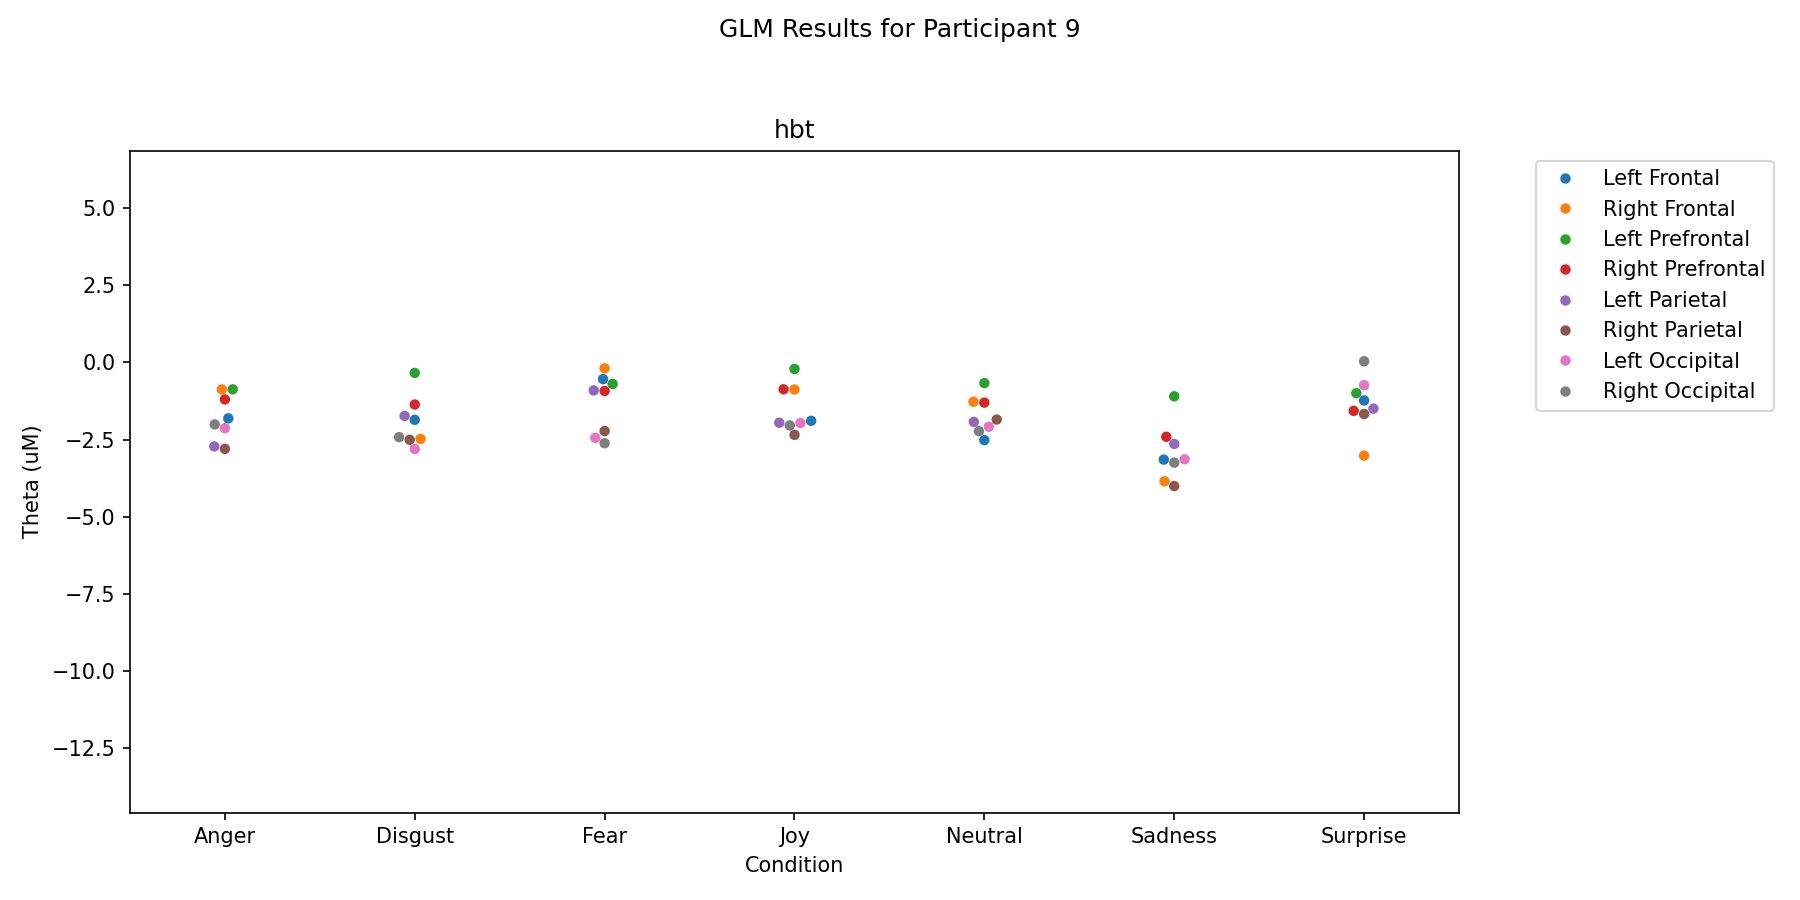 GLM Results for Participant 9
hbt
Left Frontal
Right Frontal
Left Prefrontal
Right Prefrontal
Left Parietal
Right Parietal
Left Occipital
Right Occipital
5.0
2.5
0.0
−2.5
−5.0
−7.5
−10.0
−12.5
Theta (uM)
Anger Disgust Fear Joy Neutral Sadness Surprise
Condition